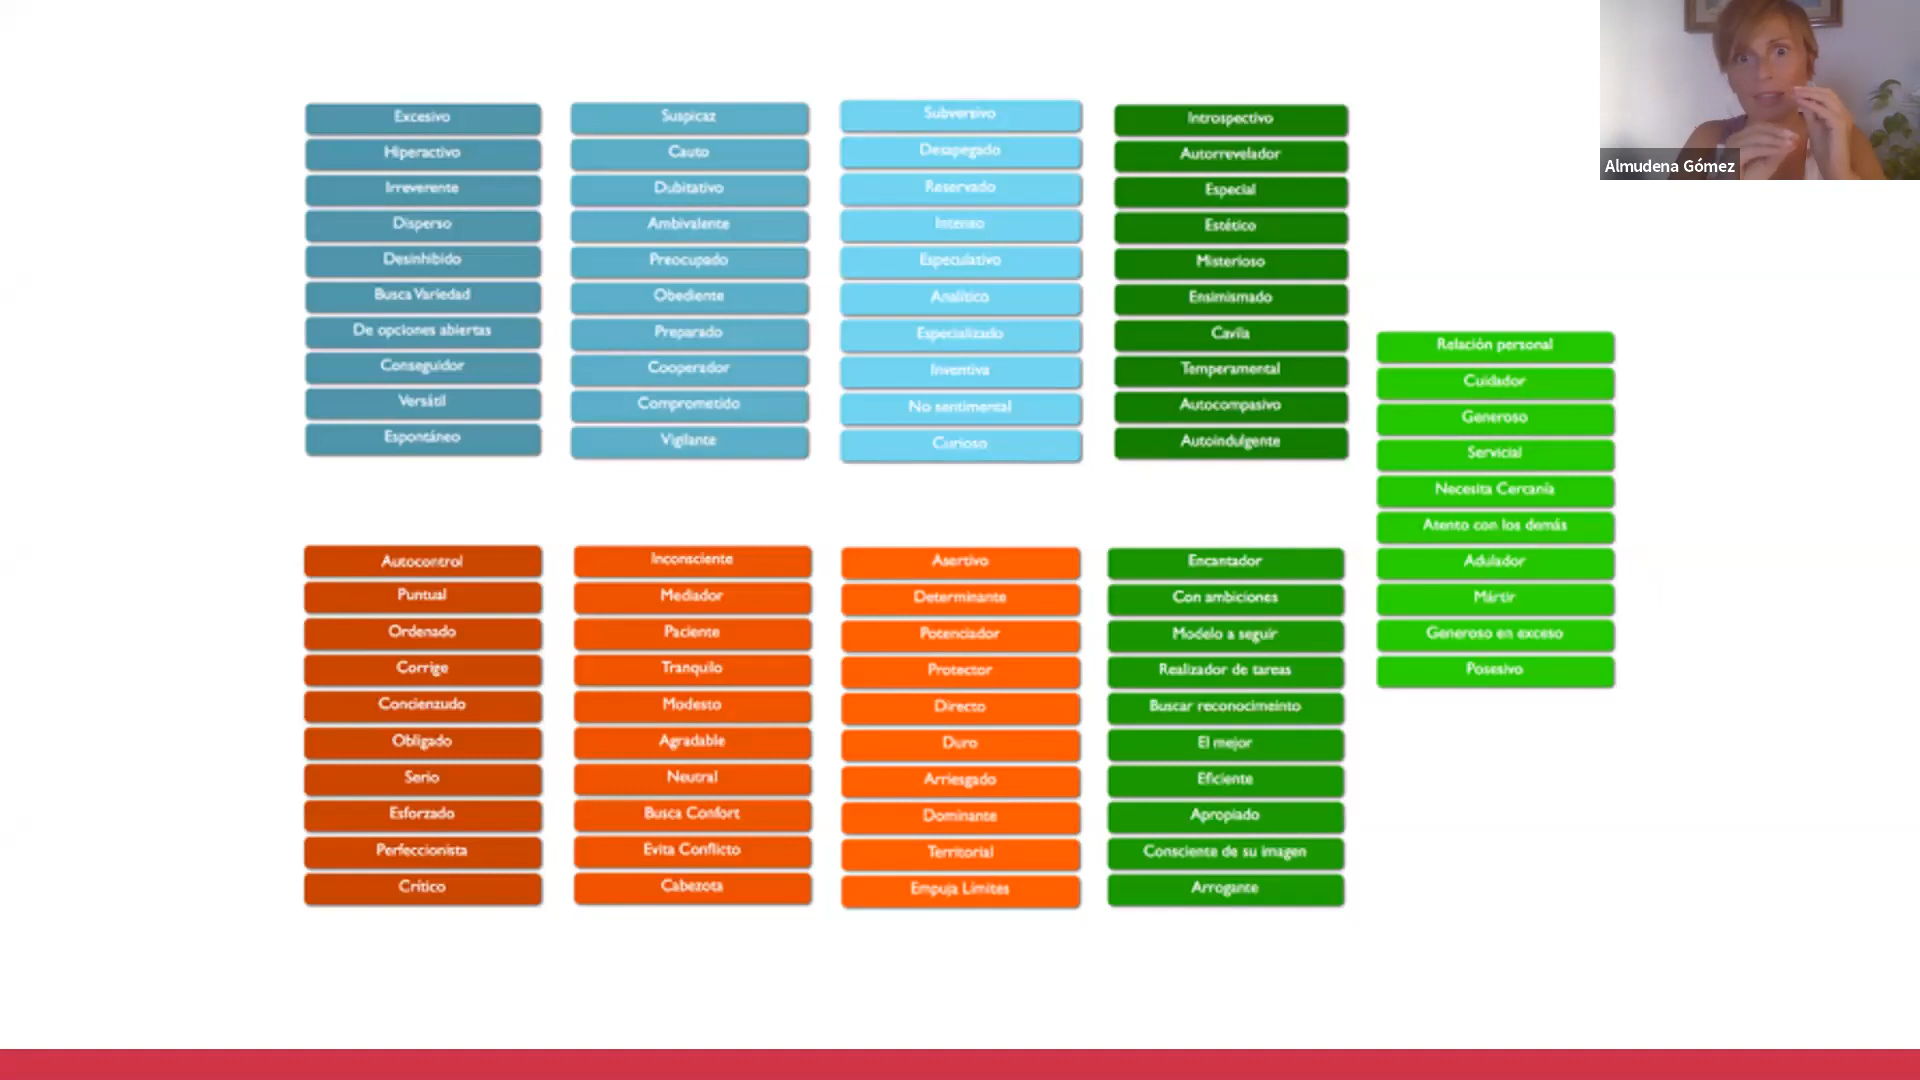 Excesivo
Hiperactivo
Irreverente
Disperso
Desinhibido
Busca Variedad
De opciones abiertas
Conseguidor
Versátil
Espontáneo
Suspicaz
Cauto
Dubitativo
Ambivalente
Preocupado
Obediente
Preparado
Cooperador
Comprometido
Vigilante
Subversivo
Desapegado
Reservado
Intenso
Especulativo
Analítico
Especializado
Inventiva
No sentimental
Curioso
Introspectivo
Autorrevelador
Especial
Estético
Misterioso
Ensimismado
Cavila
Temperamental
Autocompasivo
Autoindulgente
Relación personal
Cuidador
Generoso
Servicial
Necesita Cercanía
Atento con los demás
Adulador
Mártir
Generoso en exceso
Posesivo
Autocontrol
Puntual
Ordenado
Corrige
Concienzudo
Obligado
Serio
Esforzado
Perfeccionista
Crítico
Inconsciente
Mediador
Paciente
Tranquilo
Modesto
Agradable
Neutral
Busca Confort
Evita Conflicto
Cabezota
Asertivo
Determinante
Potenciador
Protector
Directo
Duro
Arriesgado
Dominante
Territorial
Empuja Límites
Encantador
Con ambiciones
Modelo a seguir
Realizador de tareas
Buscar reconocimeinto
El mejor
Eficiente
Apropiado
Consciente de su imagen
Arrogante
Almudena Gómez